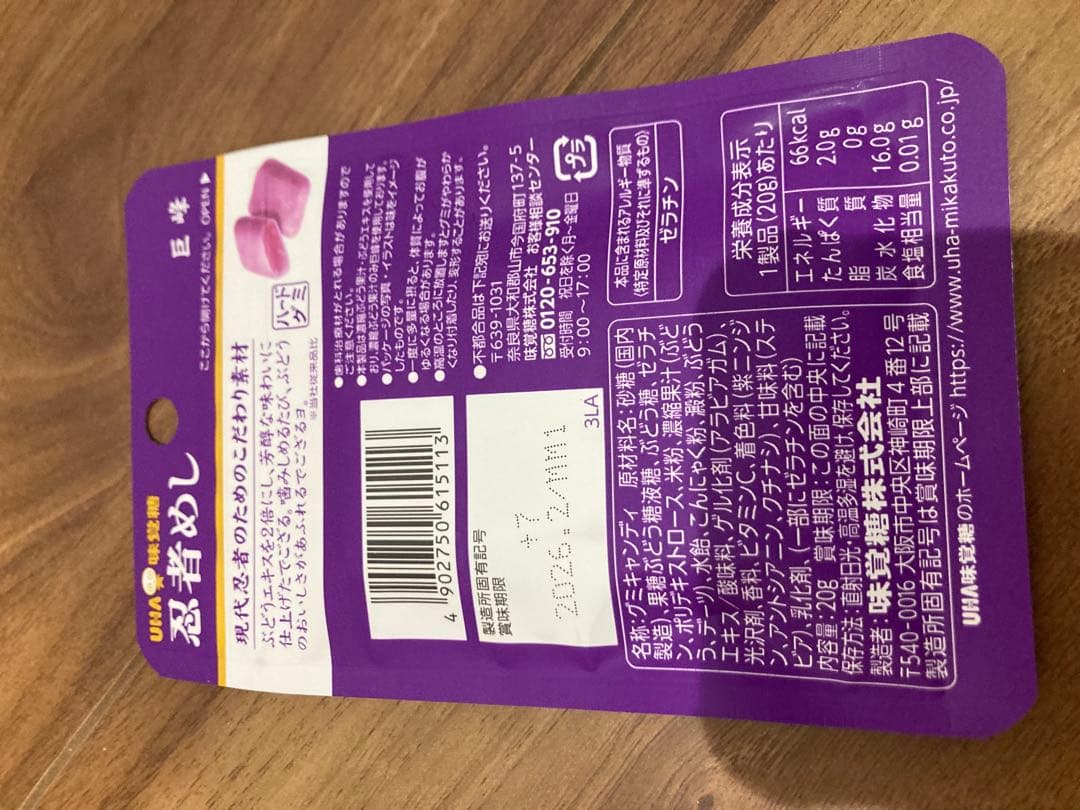 ここから開けてください。OPEN▶
UHA味覚糖
忍者めし
巨峰
現代忍者のためのこだわり素材
ぶどうエキスを2倍にし、芳醇な味わいに
仕上げたでござる。噛みしめるたび、ぶどう
のおいしさがあふれるでござるヨ。
※当社従来品比
ハード
グミ
●歯科治療材がとれる場合がありますので
ご注意ください。
●本製品は濃縮ぶどう果汁・ぶどうエキスを使用して
おり、濃縮ぶどう果汁のみ巨峰を使用しております。
●パッケージの写真・イラストは味をイメージ
したものです。
●一度に多量に摂ると、体質によってお腹が
ゆるくなる場合があります。
●高温のところに放置しますとグミがやわらか
くなり付着したり、変形することがあります。
●不都合品は下記宛にお送りください。
〒639-1031
奈良県大和郡山市今国府町137-5
味覚糖株式会社 お客様相談センター
0120-653-910
受付時間 祝日を除く月〜金曜日
9:00〜17:00
プラ
4 902750 615113
製造所固有記号
賞味期限
+7
2026.2/MM1
3LA
本品に含まれるアレルギー物質
(特定原材料及びそれに準ずるもの)
ゼラチン
名称:グミキャンディ 原材料名:砂糖(国内
製造)、果糖ぶどう糖液糖、ぶどう糖、ゼラチ
ン、ポリデキストロース、米粉、濃縮果汁(ぶど
う、デーツ)、水飴、こんにゃく粉、澱粉、ぶどう
エキス/酸味料、ゲル化剤(アラビアガム)、
光沢剤、香料、ビタミンC、着色料(紫コーン、
アントシアニン、クチナシ)、甘味料(ステ
ビア)、乳化剤、(一部にゼラチンを含む)
内容量:20g 賞味期限:この面の中央に記載
保存方法:直射日光、高温多湿を避け、保存してください。
製造者:味覚糖株式会社
〒540-0016 大阪市中央区神崎町4番12号
製造所固有記号は賞味期限上部に記載
栄養成分表示
1製品(20g)あたり
エネルギー 66kcal
たんぱく質 2.0g
脂質 0g
炭水化物 16.0g
食塩相当量 0.01g
UHA味覚糖のホームページ https://www.uha-mikakuto.co.jp/